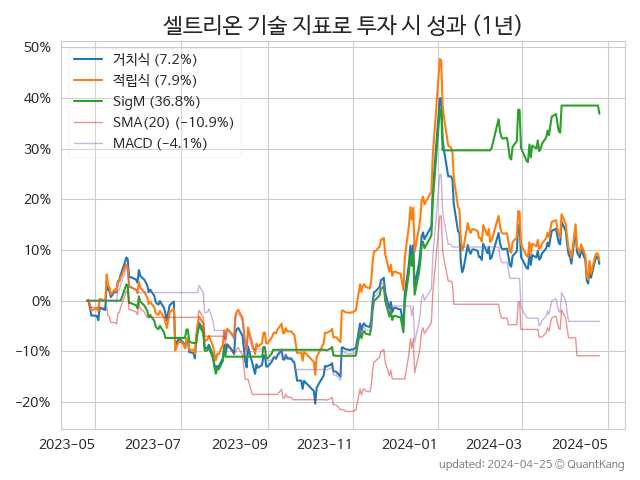 셀트리온 기술 지표로 투자 시 성과 (1년)
50%
40%
30%
20%
10%
0%
−10%
−20%
거치식 (7.2%)
적립식 (7.9%)
SigM (36.8%)
SMA(20) (−10.9%)
MACD (−4.1%)
2023-05
2023-07
2023-09
2023-11
2024-01
2024-03
2024-05
updated: 2024-04-25 © QuantKang